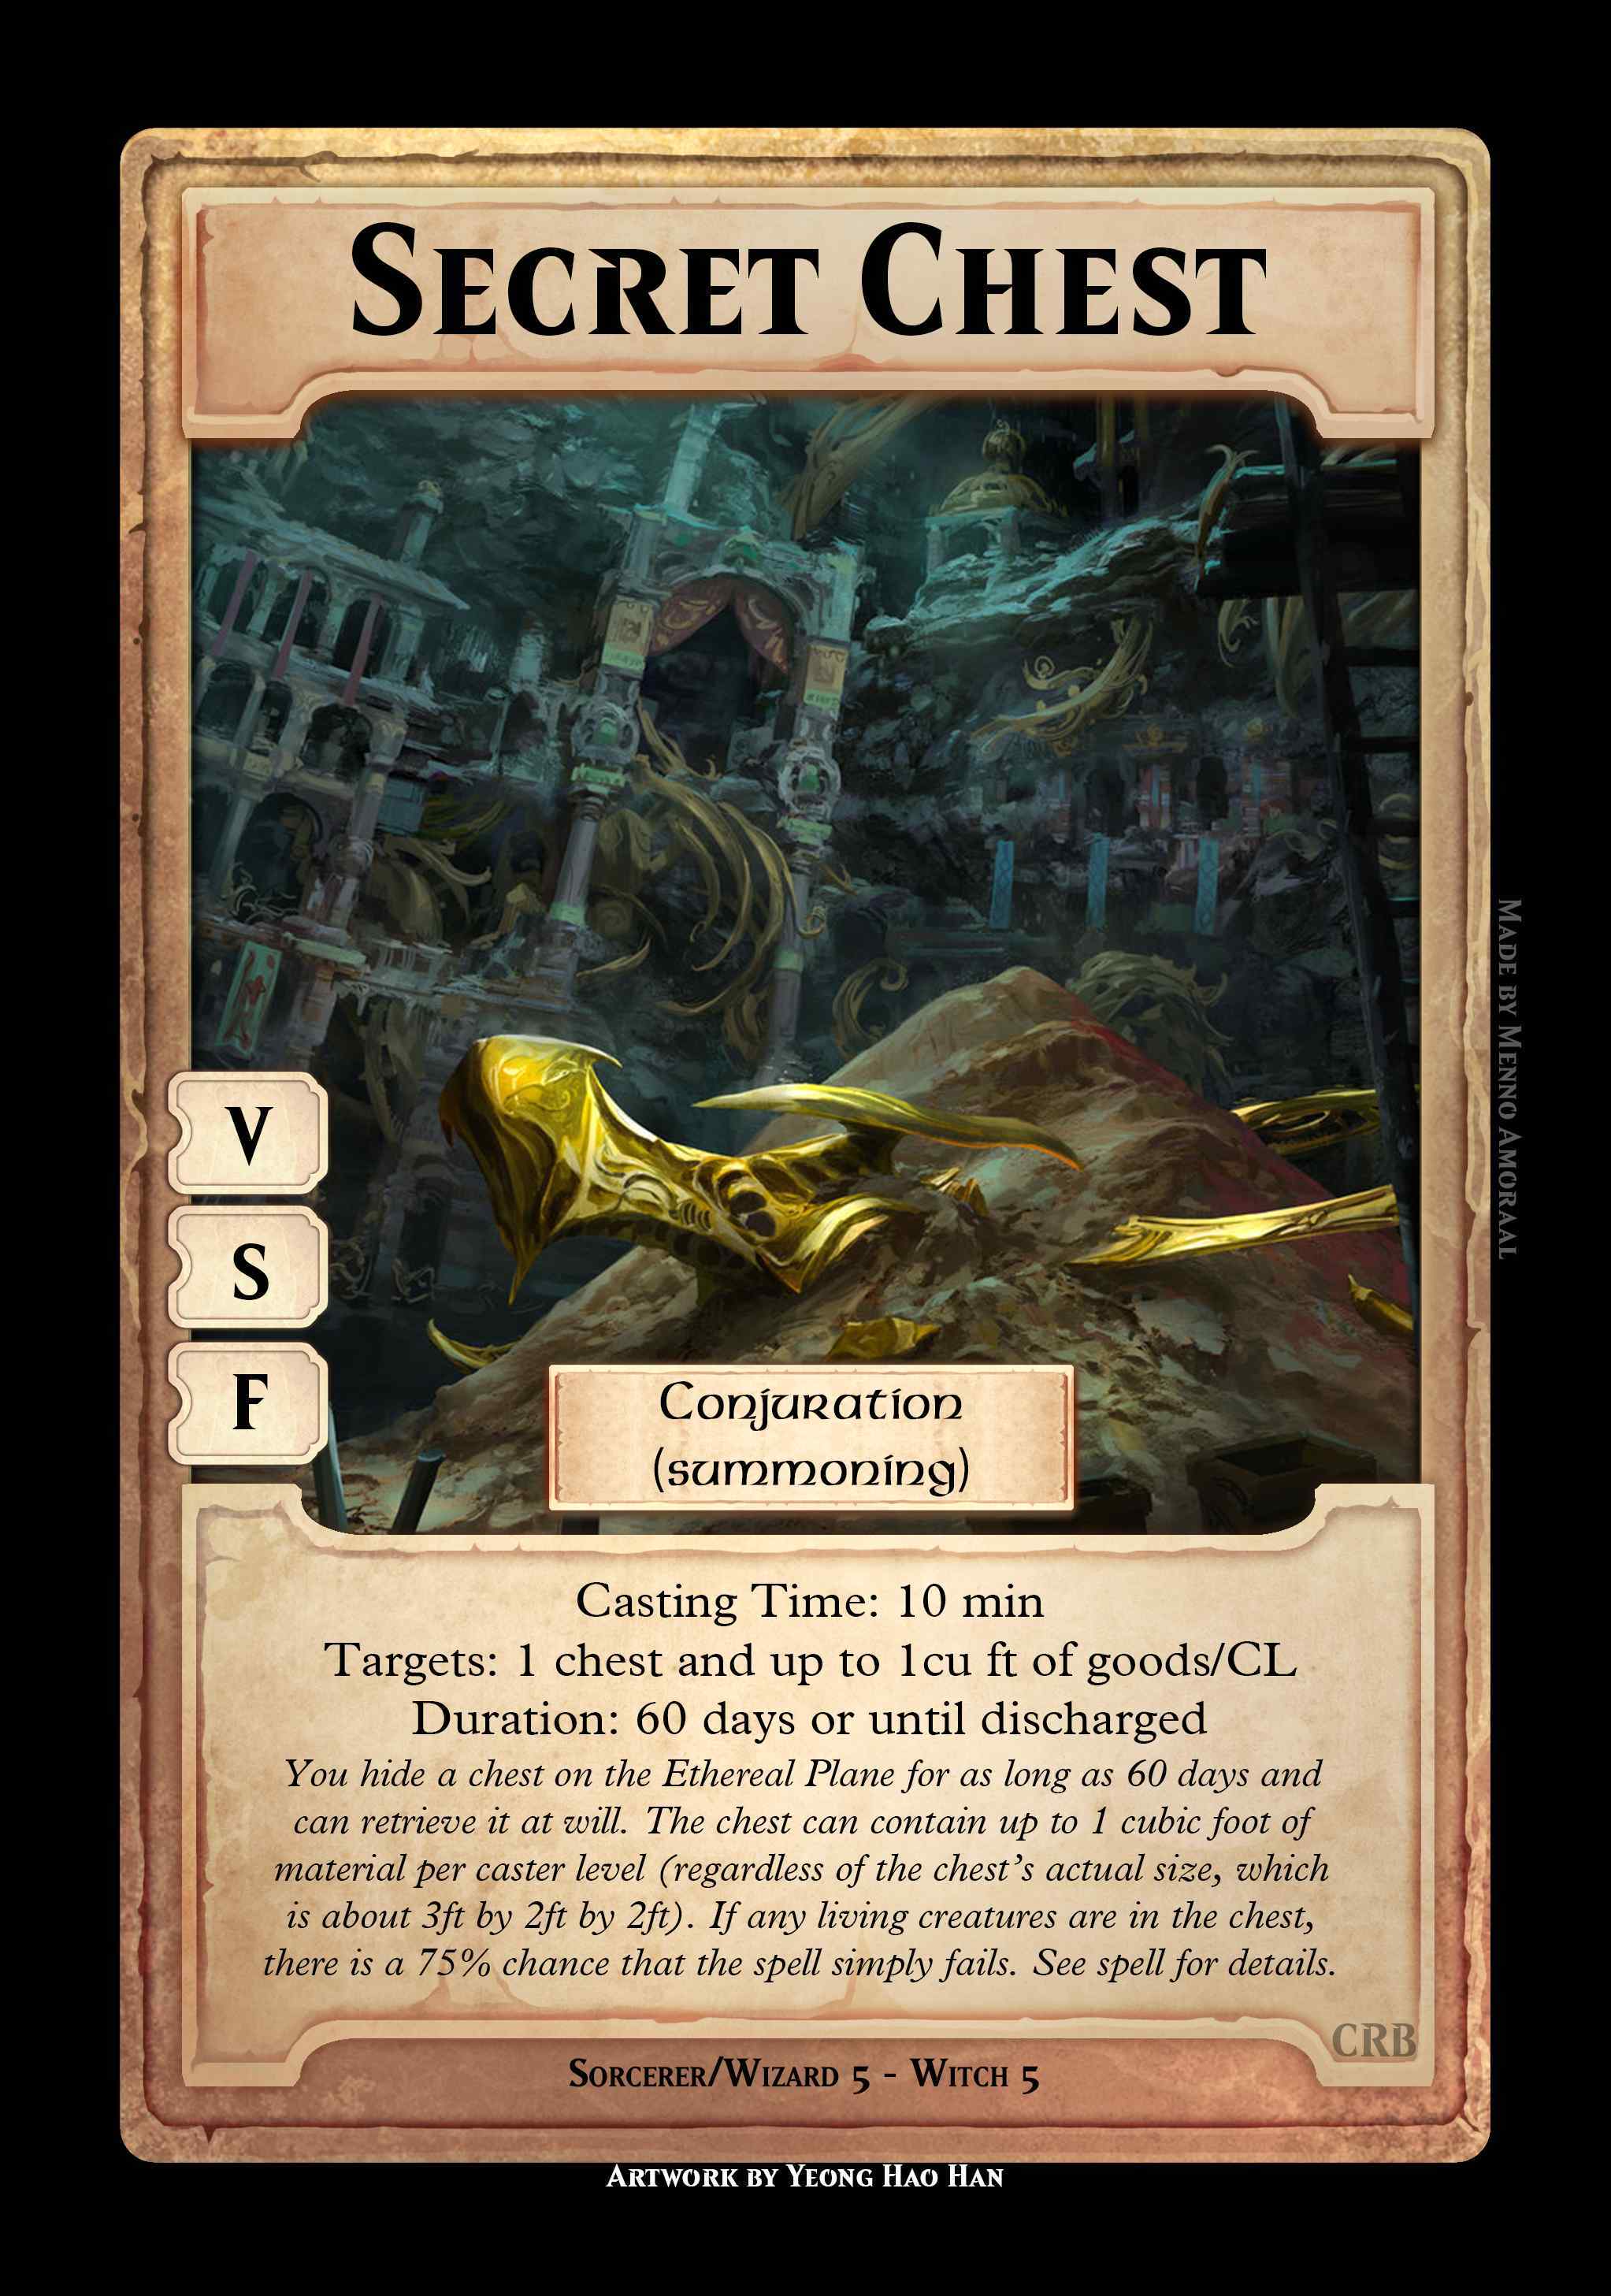 Secret Chest
V
S
F
Conjuration
(summoning)
Casting Time: 10 min
Targets: 1 chest and up to 1cu ft of goods/CL
Duration: 60 days or until discharged
You hide a chest on the Ethereal Plane for as long as 60 days and
can retrieve it at will. The chest can contain up to 1 cubic foot of
material per caster level (regardless of the chest's actual size, which
is about 3ft by 2ft by 2ft). If any living creatures are in the chest,
there is a 75% chance that the spell simply fails. See spell for details.
CRB
Sorcerer/Wizard 5 - Witch 5
Artwork by Yeong Hao Han
Made by Menno Amoraal